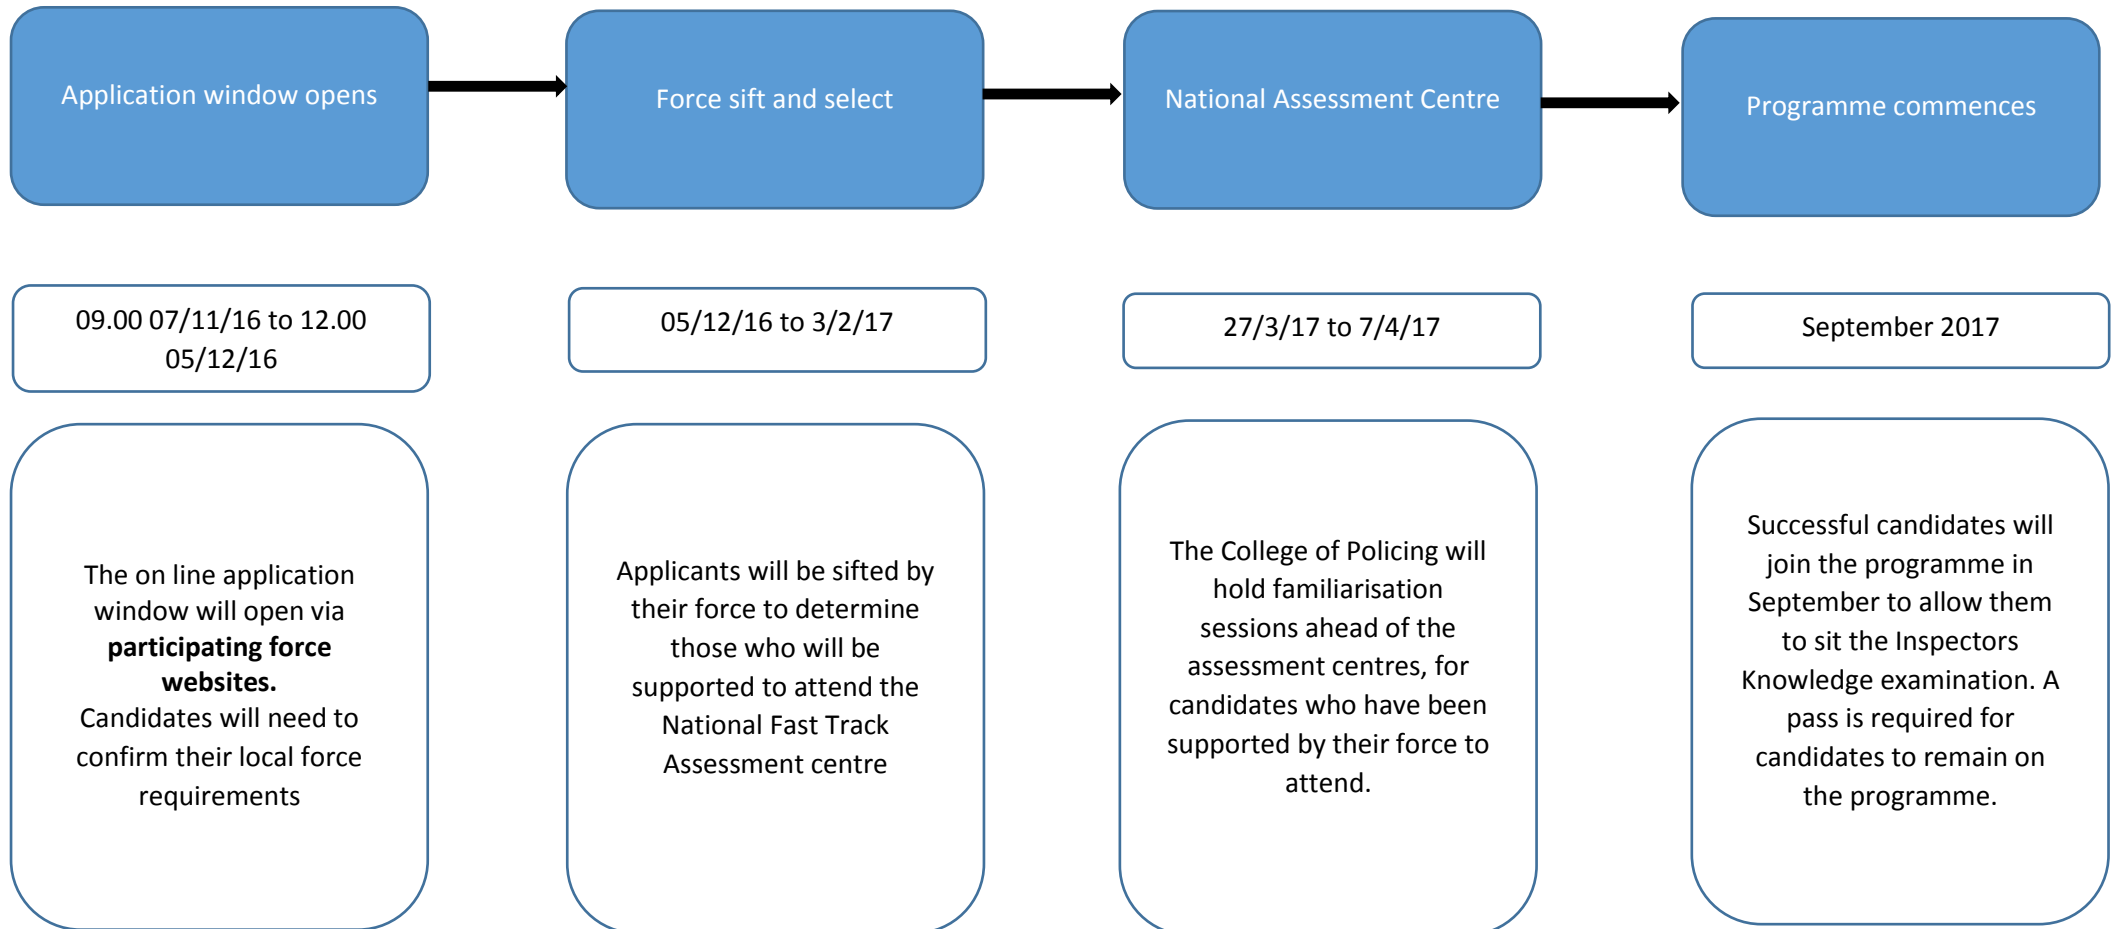 Application window opens
Force sift and select
National Assessment Centre
Programme commences
09.00 07/11/16 to 12.00
05/12/16
05/12/16 to 3/2/17
27/3/17 to 7/4/17
September 2017
The on line application
window will open via
participating force
websites.
Candidates will need to
confirm their local force
requirements
Applicants will be sifted by
their force to determine
those who will be
supported to attend the
National Fast Track
Assessment centre
The College of Policing will
hold familiarisation
sessions ahead of the
assessment centres, for
candidates who have been
supported by their force to
attend.
Successful candidates will
join the programme in
September to allow them
to sit the Inspectors
Knowledge examination. A
pass is required for
candidates to remain on
the programme.